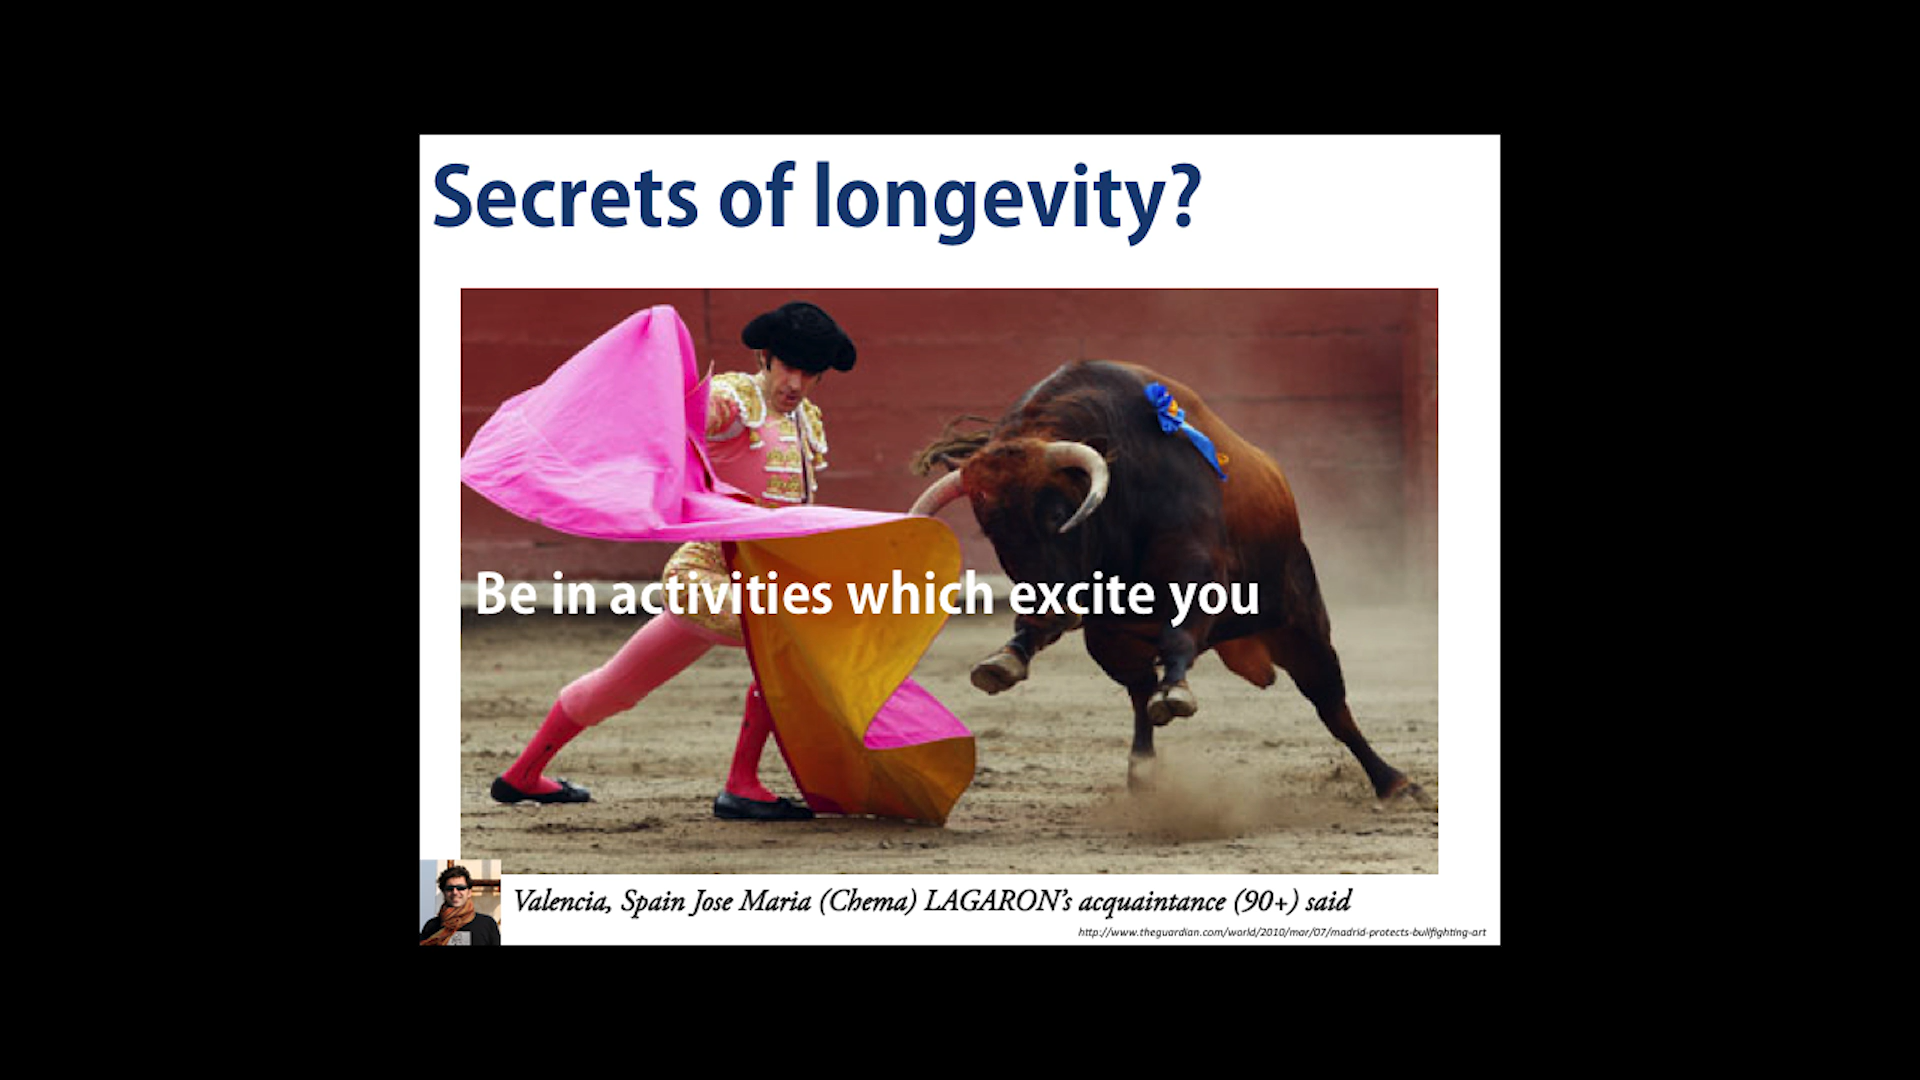 Secrets of longevity?
Be in activities which excite you
Valencia, Spain Jose Maria (Chema) LAGARON's acquaintance (90+) said
http://www.theguardian.com/world/2010/mar/07/madrid-protects-bullfighting-art